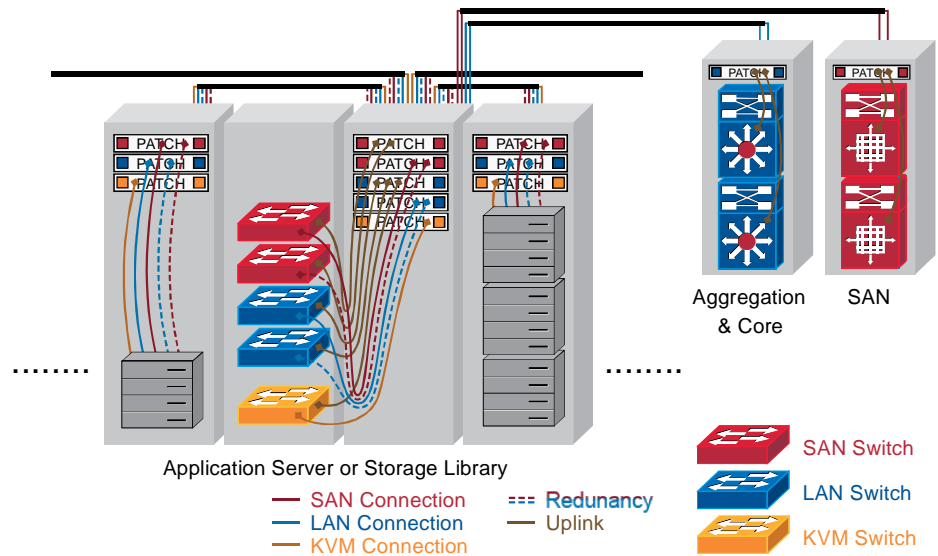 PATCH
PATCH
PATCH
PATCH
PATCH
PATCH
PATCH
PATCH
PATCH
PATCH
PATCH
PATCH
PATCH
Aggregation
& Core
SAN
........
........
Application Server or Storage Library
SAN Connection
LAN Connection
KVM Connection
Redunancy
Uplink
SAN Switch
LAN Switch
KVM Switch